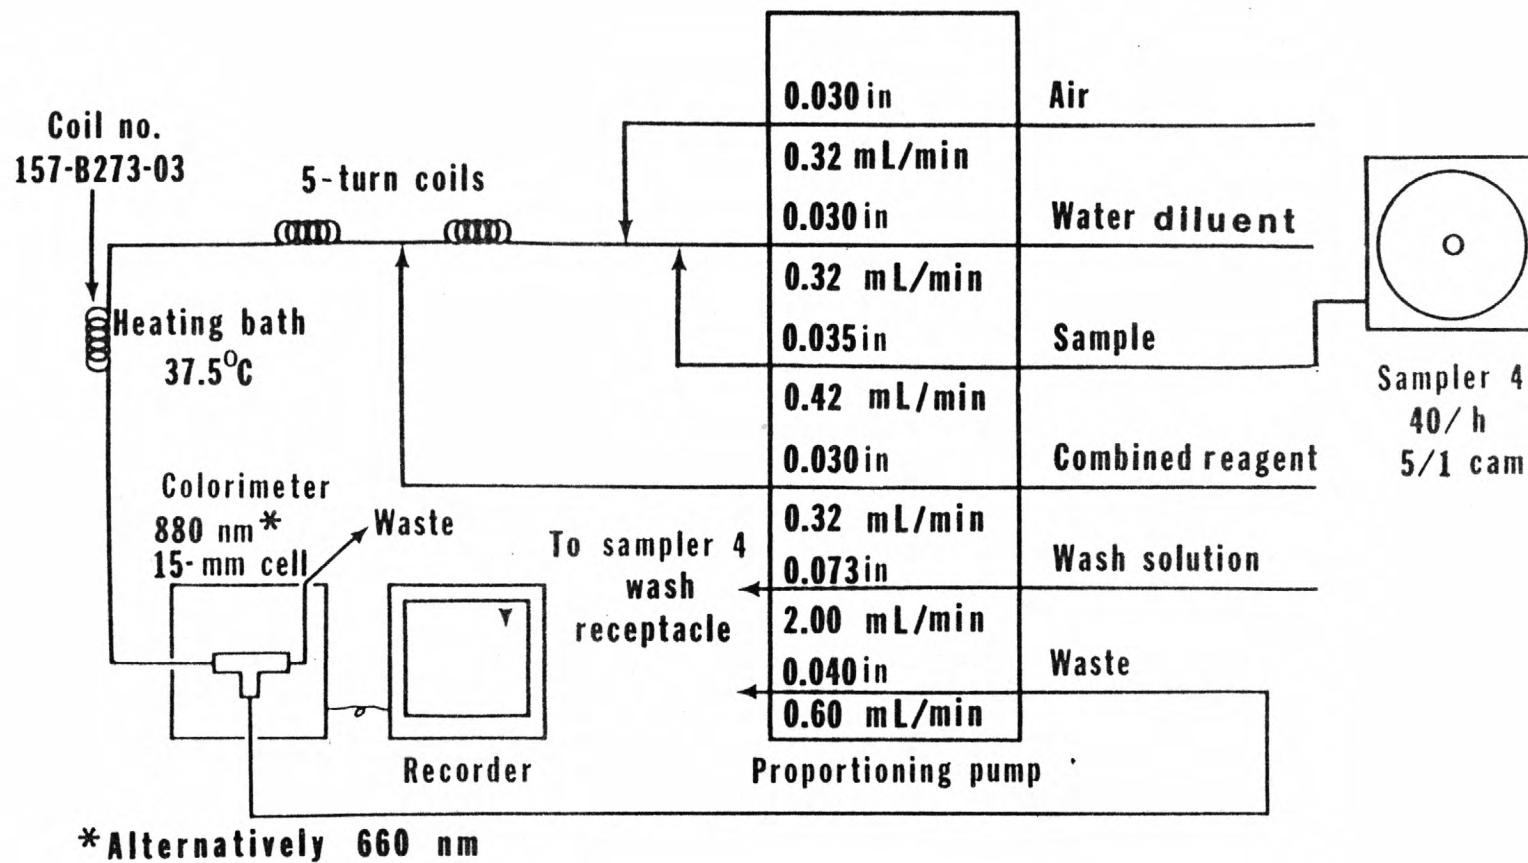 0.030 in
Air
0.32 mL/min
Coil no.
157-B273-03
5-turn coils
0.030 in
Water diluent
0.32 mL/min
Heating bath
37.5°C
0.035 in
Sample
0.42 mL/min
Sampler 4
40/h
5/1 cam
0.030 in
Combined reagent
0.32 mL/min
Colorimeter
880 nm*
15-mm cell
Waste
To sampler 4
wash
receptacle
0.073 in
Wash solution
2.00 mL/min
0.040 in
Waste
0.60 mL/min
Recorder
Proportioning pump
*Alternatively 660 nm